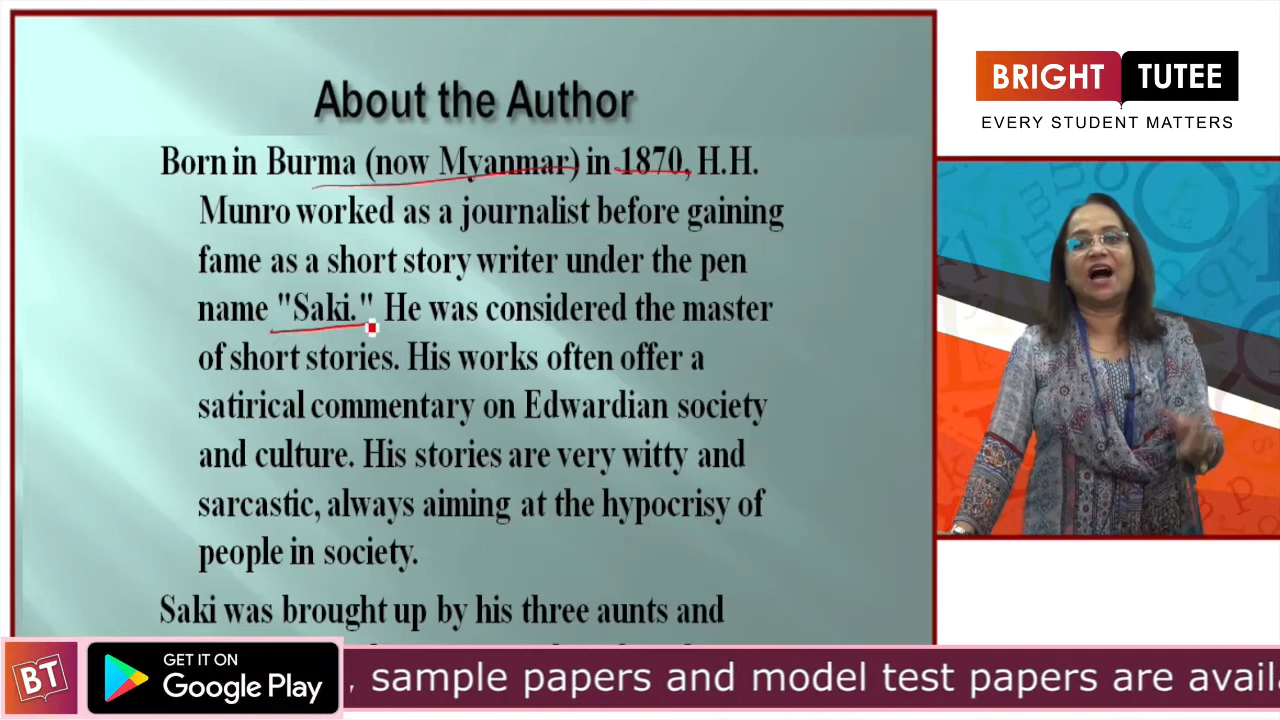 About the Author
Born in Burma (now Myanmar) in 1870, H.H.
Munro worked as a journalist before gaining
fame as a short story writer under the pen
name "Saki." He was considered the master
of short stories. His works often offer a
satirical commentary on Edwardian society
and culture. His stories are very witty and
sarcastic, always aiming at the hypocrisy of
people in society.
Saki was brought up by his three aunts and
BRIGHT TUTEE
EVERY STUDENT MATTERS
BT
GET IT ON
Google Play
, sample papers and model test papers are avail